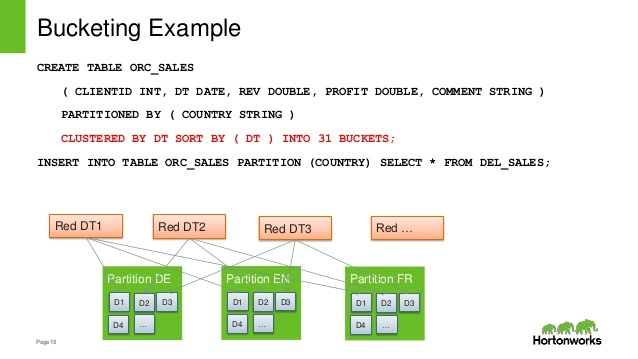 Bucketing Example
CREATE TABLE ORC_SALES
( CLIENTID INT, DT DATE, REV DOUBLE, PROFIT DOUBLE, COMMENT STRING )
PARTITIONED BY ( COUNTRY STRING )
CLUSTERED BY DT SORT BY ( DT ) INTO 31 BUCKETS;
INSERT INTO TABLE ORC_SALES PARTITION (COUNTRY) SELECT * FROM DEL_SALES;
Red DT1 Red DT2 Red DT3 Red ...
Partition DE Partition EN Partition FR
D1 D2 D3 D1 D2 D3 D1 D2 D3
D4 ... D4 ... D4 ...
Page 15
Hortonworks